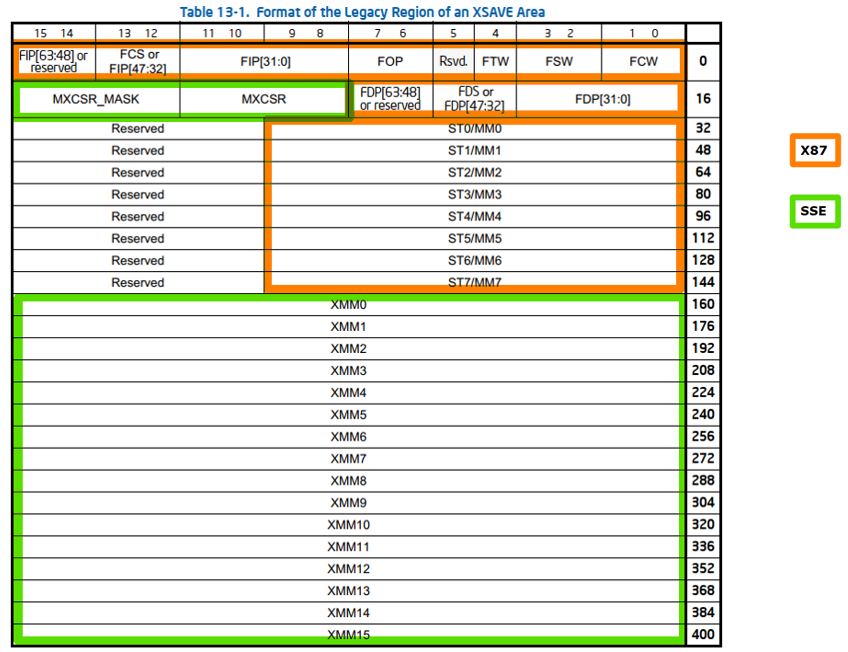 Table 13-1. Format of the Legacy Region of an XSAVE Area
15 14 13 12 11 10 9 8 7 6 5 4 3 2 1 0
FIP[63:48] or reserved FCS or FIP[47:32] FIP[31:0] FOP Rsvd. FTW FSW FCW 0
MXCSR_MASK MXCSR FDP[63:48] or reserved FDS or FDP[47:32] FDP[31:0] 16
Reserved ST0/MM0 32
Reserved ST1/MM1 48
Reserved ST2/MM2 64
Reserved ST3/MM3 80
Reserved ST4/MM4 96
Reserved ST5/MM5 112
Reserved ST6/MM6 128
Reserved ST7/MM7 144
XMM0 160
XMM1 176
XMM2 192
XMM3 208
XMM4 224
XMM5 240
XMM6 256
XMM7 272
XMM8 288
XMM9 304
XMM10 320
XMM11 336
XMM12 352
XMM13 368
XMM14 384
XMM15 400
X87
SSE